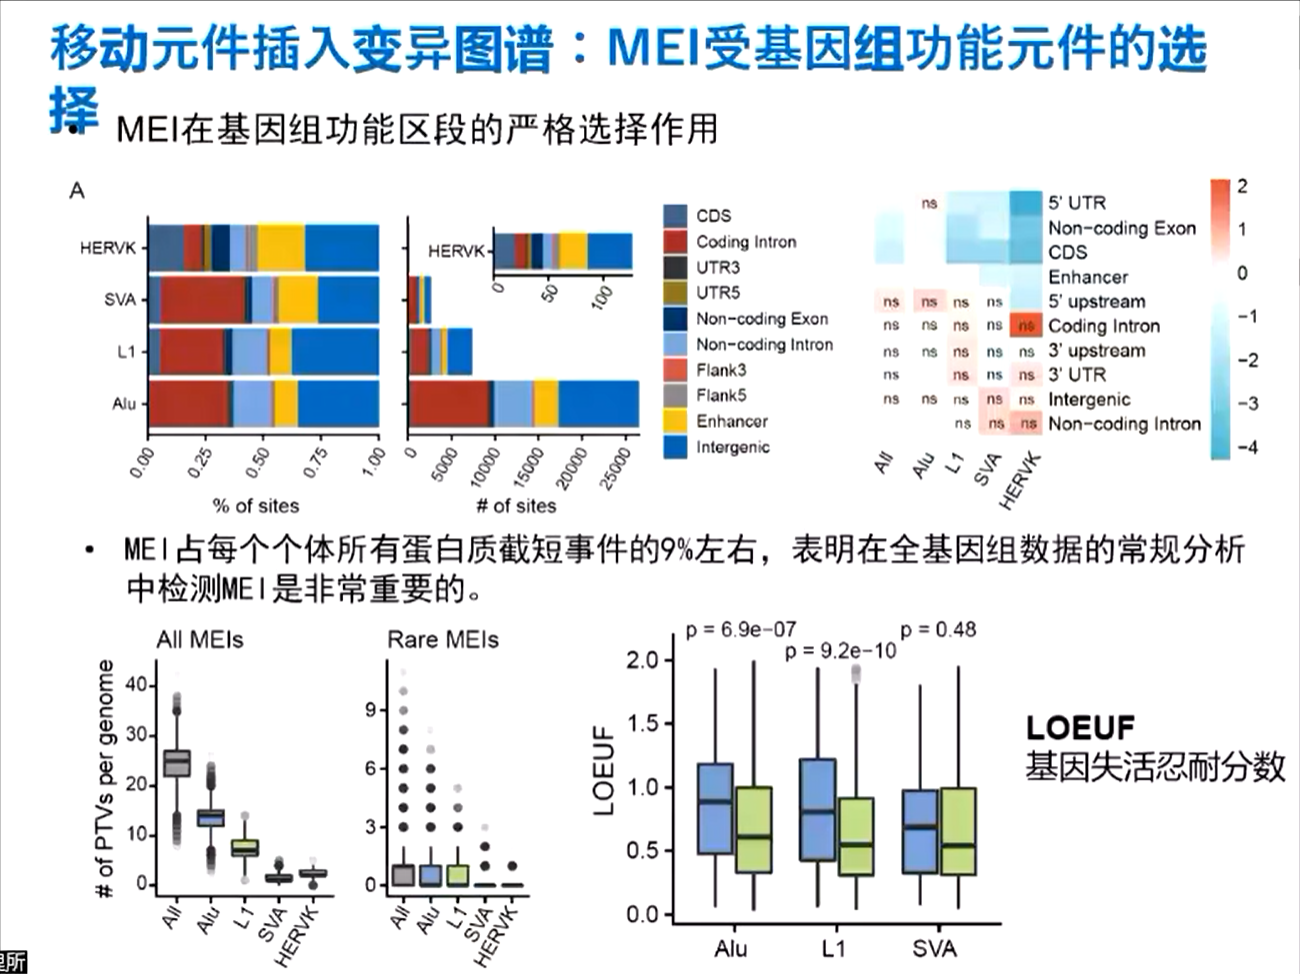 移动元件插入变异图谱：MEI受基因组功能元件的选
择
• MEI在基因组功能区段的严格选择作用
A
HERVK
SVA
L1
Alu
0.00 0.25 0.50 0.75 1.00
% of sites
HERVK
0 50 100
0 5000 10000 15000 20000 25000
# of sites
CDS
Coding Intron
UTR3
UTR5
Non-coding Exon
Non-coding Intron
Flank3
Flank5
Enhancer
Intergenic
ns 5' UTR
Non-coding Exon
CDS
Enhancer
ns ns ns ns 5' upstream
ns ns ns ns ns Coding Intron
ns ns ns ns ns 3' upstream
ns ns ns ns 3' UTR
ns ns ns ns ns Intergenic
ns ns ns Non-coding Intron
All Alu L1 SVA HERVK
2
1
0
−1
−2
−3
−4
• MEI占每个个体所有蛋白质截短事件的9%左右，表明在全基因组数据的常规分析
中检测MEI是非常重要的。
All MEIs
# of PTVs per genome
40
30
20
10
0
All Alu L1 SVA HERVK
Rare MEIs
9
6
3
0
All Alu L1 SVA HERVK
p = 6.9e−07
p = 9.2e−10
p = 0.48
LOEUF
2.0
1.5
1.0
0.5
0.0
Alu L1 SVA
LOEUF
基因失活忍耐分数
理所